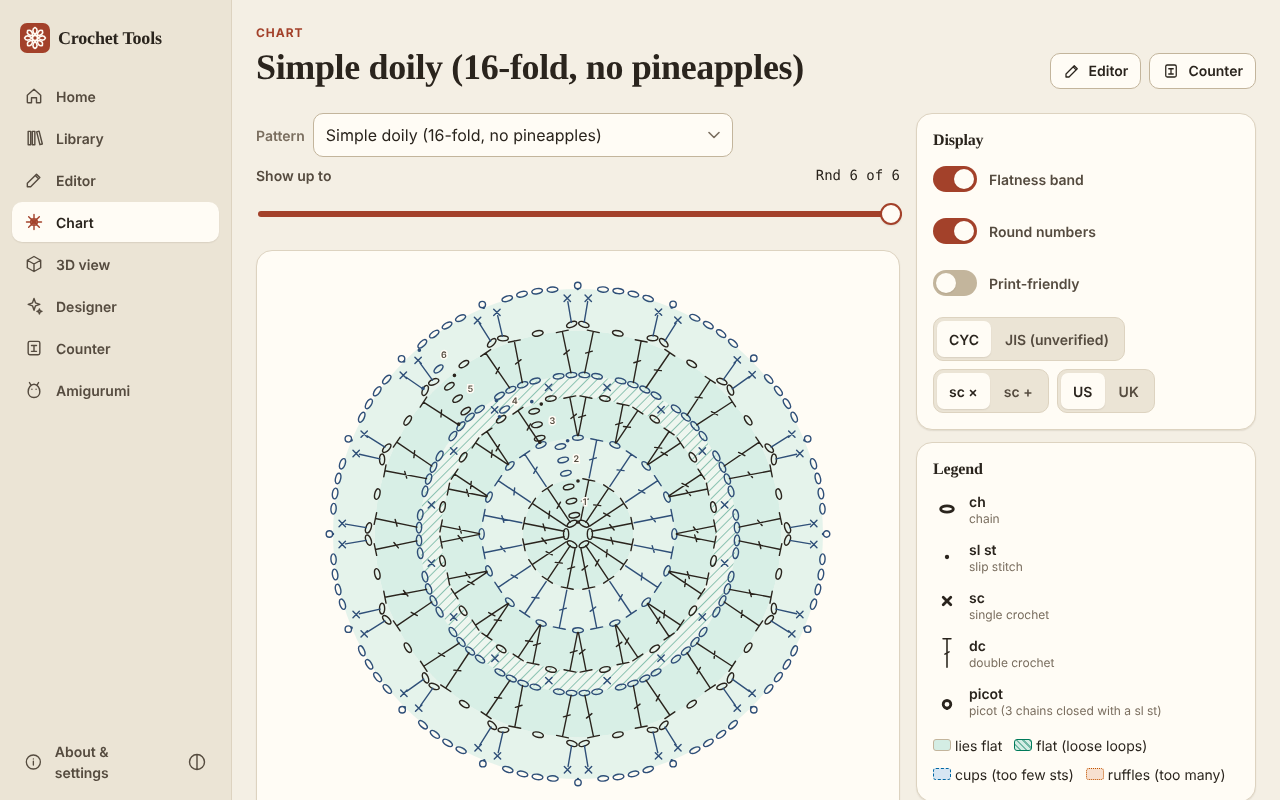 Crochet Tools
Home
Library
Editor
Chart
3D view
Designer
Counter
Amigurumi
About &
settings
CHART
Simple doily (16-fold, no pineapples)
Editor
Counter
Pattern
Simple doily (16-fold, no pineapples)
Show up to
Rnd 6 of 6
6
5
4
3
2
1
Display
Flatness band
Round numbers
Print-friendly
CYC
JIS (unverified)
sc ×
sc +
US
UK
Legend
ch
chain
sl st
slip stitch
sc
single crochet
dc
double crochet
picot
picot (3 chains closed with a sl st)
lies flat
flat (loose loops)
cups (too few sts)
ruffles (too many)